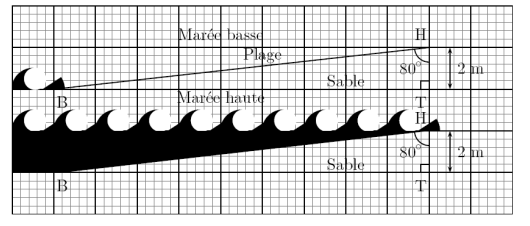 Marée basse
H
Plage
80°
2 m
Sable
B
T
Marée haute
H
80°
2 m
Sable
B
T